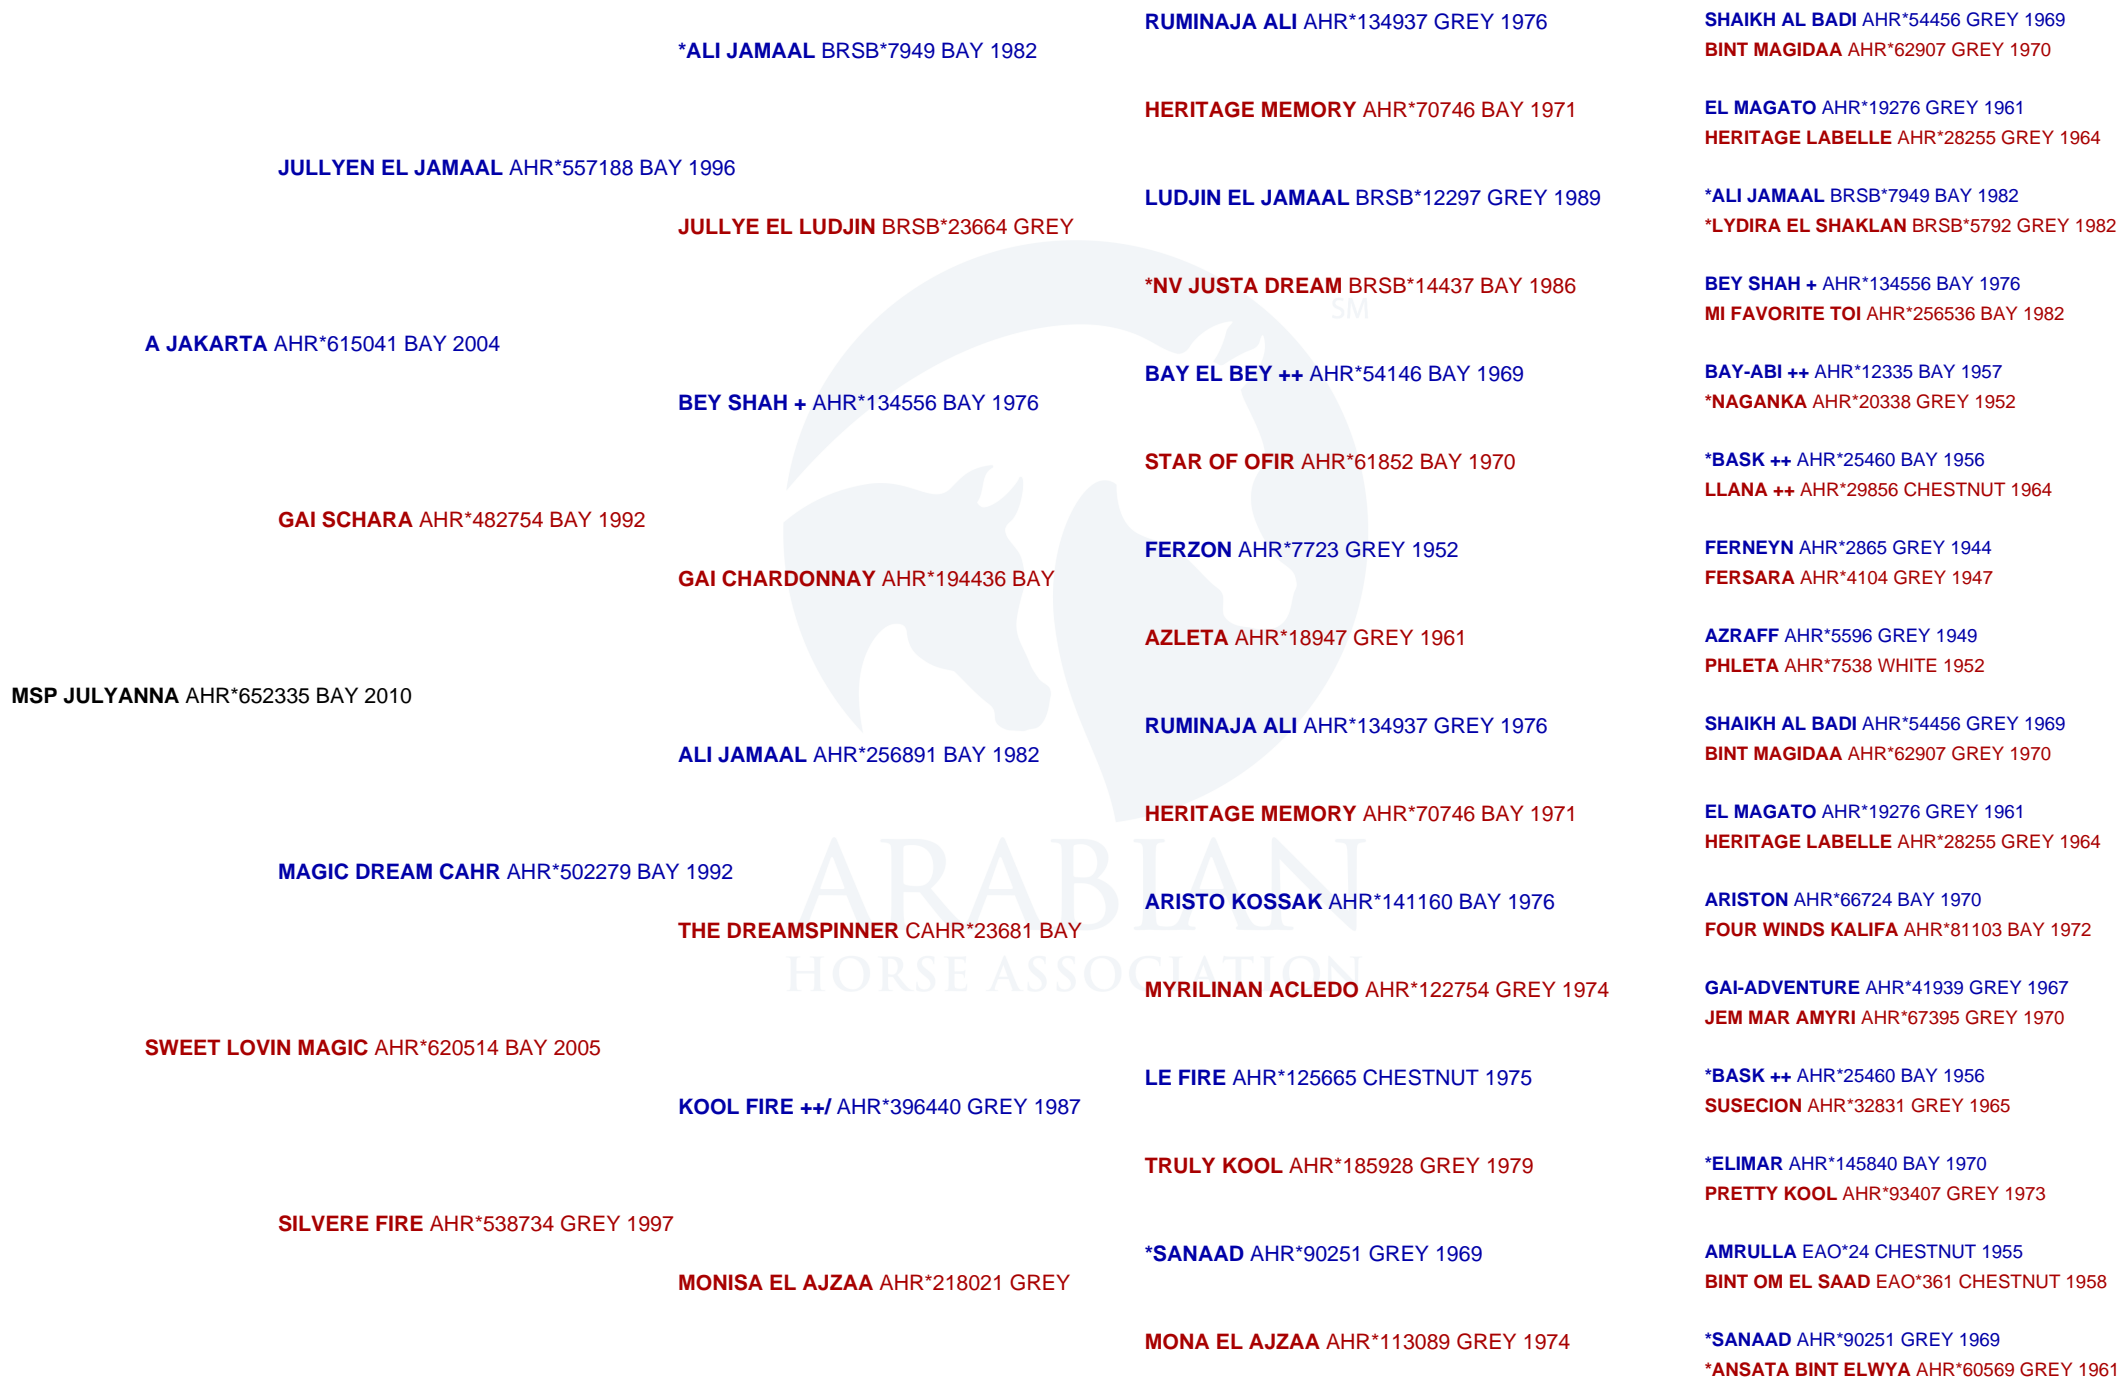 RUMINAJA ALI AHR*134937 GREY 1976
SHAIKH AL BADI AHR*54456 GREY 1969
*ALI JAMAAL BRSB*7949 BAY 1982
BINT MAGIDAA AHR*62907 GREY 1970
HERITAGE MEMORY AHR*70746 BAY 1971
EL MAGATO AHR*19276 GREY 1961
HERITAGE LABELLE AHR*28255 GREY 1964
JULLYEN EL JAMAAL AHR*557188 BAY 1996
LUDJIN EL JAMAAL BRSB*12297 GREY 1989
*ALI JAMAAL BRSB*7949 BAY 1982
JULLYE EL LUDJIN BRSB*23664 GREY
*LYDIRA EL SHAKLAN BRSB*5792 GREY 1982
*NV JUSTA DREAM BRSB*14437 BAY 1986
BEY SHAH + AHR*134556 BAY 1976
SM
MI FAVORITE TOI AHR*256536 BAY 1982
A JAKARTA AHR*615041 BAY 2004
BAY EL BEY ++ AHR*54146 BAY 1969
BAY-ABI ++ AHR*12335 BAY 1957
BEY SHAH + AHR*134556 BAY 1976
*NAGANKA AHR*20338 GREY 1952
STAR OF OFIR AHR*61852 BAY 1970
*BASK ++ AHR*25460 BAY 1956
LLANA ++ AHR*29856 CHESTNUT 1964
GAI SCHARA AHR*482754 BAY 1992
FERZON AHR*7723 GREY 1952
FERNEYN AHR*2865 GREY 1944
GAI CHARDONNAY AHR*194436 BAY
FERSARA AHR*4104 GREY 1947
AZLETA AHR*18947 GREY 1961
AZRAFF AHR*5596 GREY 1949
PHLETA AHR*7538 WHITE 1952
MSP JULYANNA AHR*652335 BAY 2010
RUMINAJA ALI AHR*134937 GREY 1976
SHAIKH AL BADI AHR*54456 GREY 1969
ALI JAMAAL AHR*256891 BAY 1982
BINT MAGIDAA AHR*62907 GREY 1970
HERITAGE MEMORY AHR*70746 BAY 1971
EL MAGATO AHR*19276 GREY 1961
HERITAGE LABELLE AHR*28255 GREY 1964
MAGIC DREAM CAHR AHR*502279 BAY 1992
ARABIAN
ARISTO KOSSAK AHR*141160 BAY 1976
ARISTON AHR*66724 BAY 1970
THE DREAMSPINNER CAHR*23681 BAY
FOUR WINDS KALIFA AHR*81103 BAY 1972
HORSE ASSOCIATION
MYRILINAN ACLEDO AHR*122754 GREY 1974
GAI-ADVENTURE AHR*41939 GREY 1967
JEM MAR AMYRI AHR*67395 GREY 1970
SWEET LOVIN MAGIC AHR*620514 BAY 2005
LE FIRE AHR*125665 CHESTNUT 1975
*BASK ++ AHR*25460 BAY 1956
KOOL FIRE ++/ AHR*396440 GREY 1987
SUSECION AHR*32831 GREY 1965
TRULY KOOL AHR*185928 GREY 1979
*ELIMAR AHR*145840 BAY 1970
PRETTY KOOL AHR*93407 GREY 1973
SILVERE FIRE AHR*538734 GREY 1997
*SANAAD AHR*90251 GREY 1969
AMRULLA EAO*24 CHESTNUT 1955
MONISA EL AJZAA AHR*218021 GREY
BINT OM EL SAAD EAO*361 CHESTNUT 1958
MONA EL AJZAA AHR*113089 GREY 1974
*SANAAD AHR*90251 GREY 1969
*ANSATA BINT ELWYA AHR*60569 GREY 1961